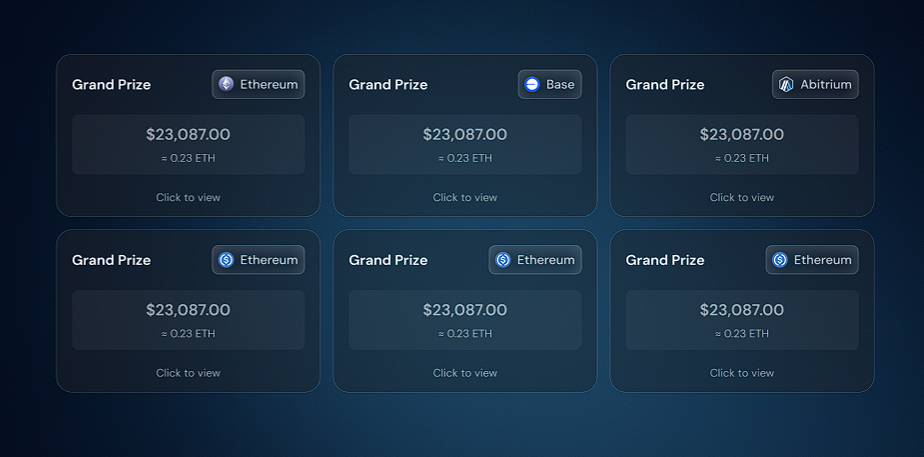 Grand Prize Ethereum
$23,087.00
≈ 0.23 ETH
Click to view
Grand Prize Base
$23,087.00
≈ 0.23 ETH
Click to view
Grand Prize Abitrium
$23,087.00
≈ 0.23 ETH
Click to view
Grand Prize Ethereum
$23,087.00
≈ 0.23 ETH
Click to view
Grand Prize Ethereum
$23,087.00
≈ 0.23 ETH
Click to view
Grand Prize Ethereum
$23,087.00
≈ 0.23 ETH
Click to view